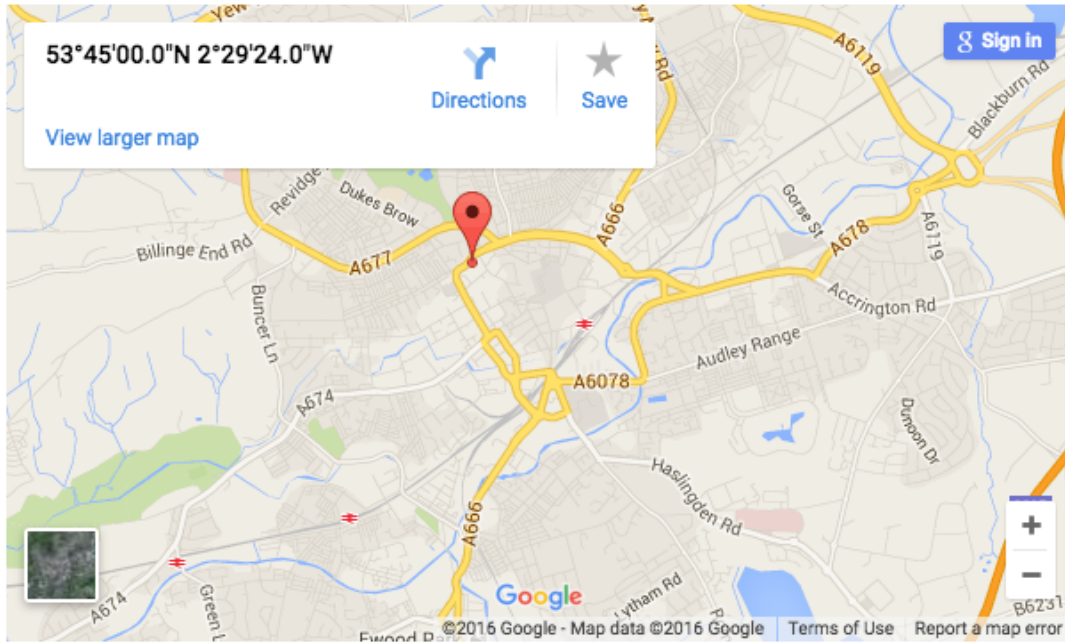 53°45'00.0"N 2°29'24.0"W
Directions
Save
View larger map
g Sign in
A6119
Blackburn Rd
Rd
Revidge
Dukes Brow
Billinge End Rd
A677
A666
Gorse St
A678
A6119
Buncer Ln
Accrington Rd
Audley Range
A6078
A674
Dunoon Dr
Haslingden Rd
A666
A674
Green L
Google
Lytham Rd
Ewood Pa
B6231
+
−
©2016 Google - Map data ©2016 Google Terms of Use Report a map error